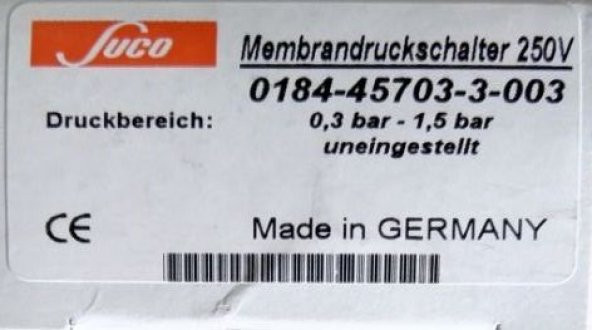 Suco
Membrandruckschalter 250V
0184-45703-3-003
Druckbereich: 0,3 bar - 1,5 bar
uneingestellt
CE Made in GERMANY